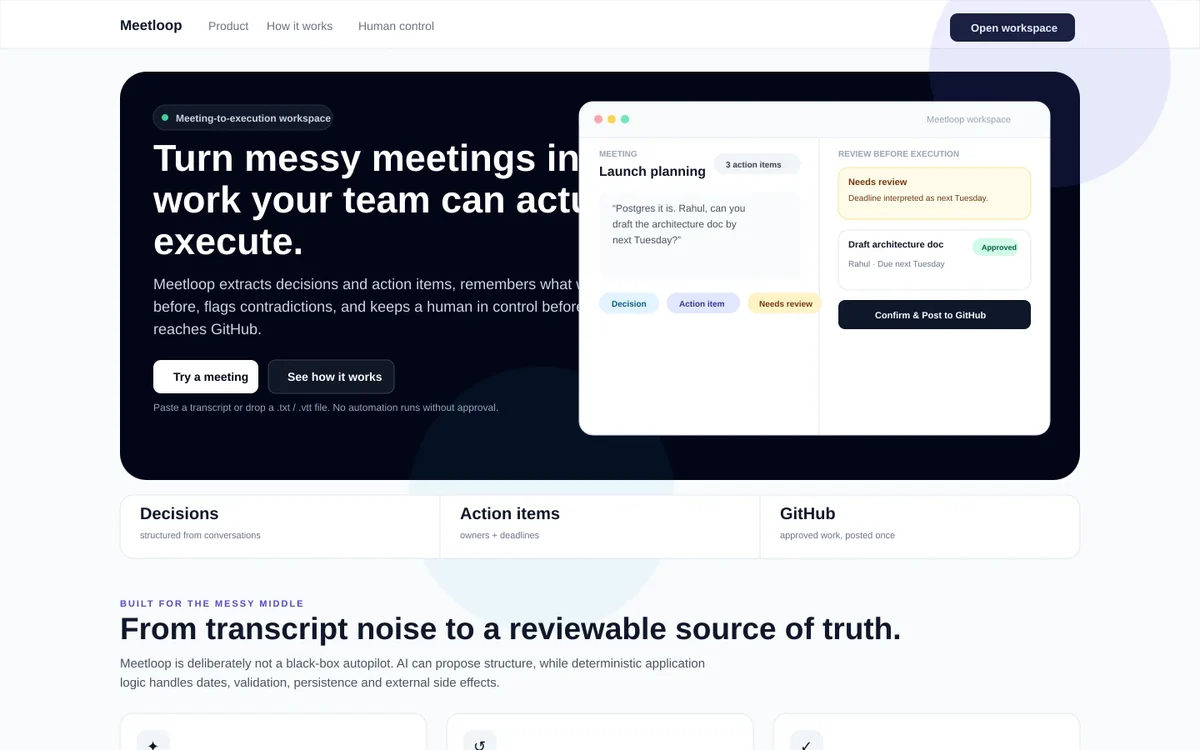 Meetloop
Product
How it works
Human control
Open workspace
Meeting-to-execution workspace
Turn messy meetings in
work your team can actu
execute.
Meetloop extracts decisions and action items, remembers what
before, flags contradictions, and keeps a human in control before
reaches GitHub.
Try a meeting
See how it works
Paste a transcript or drop a .txt / .vtt file. No automation runs without approval.
Meetloop workspace
MEETING
Launch planning
3 action items
“Postgres it is. Rahul, can you
draft the architecture doc by
next Tuesday?”
Decision
Action item
Needs review
REVIEW BEFORE EXECUTION
Needs review
Deadline interpreted as next Tuesday.
Draft architecture doc
Approved
Rahul · Due next Tuesday
Confirm & Post to GitHub
Decisions
structured from conversations
Action items
owners + deadlines
GitHub
approved work, posted once
BUILT FOR THE MESSY MIDDLE
From transcript noise to a reviewable source of truth.
Meetloop is deliberately not a black-box autopilot. AI can propose structure, while deterministic application
logic handles dates, validation, persistence and external side effects.